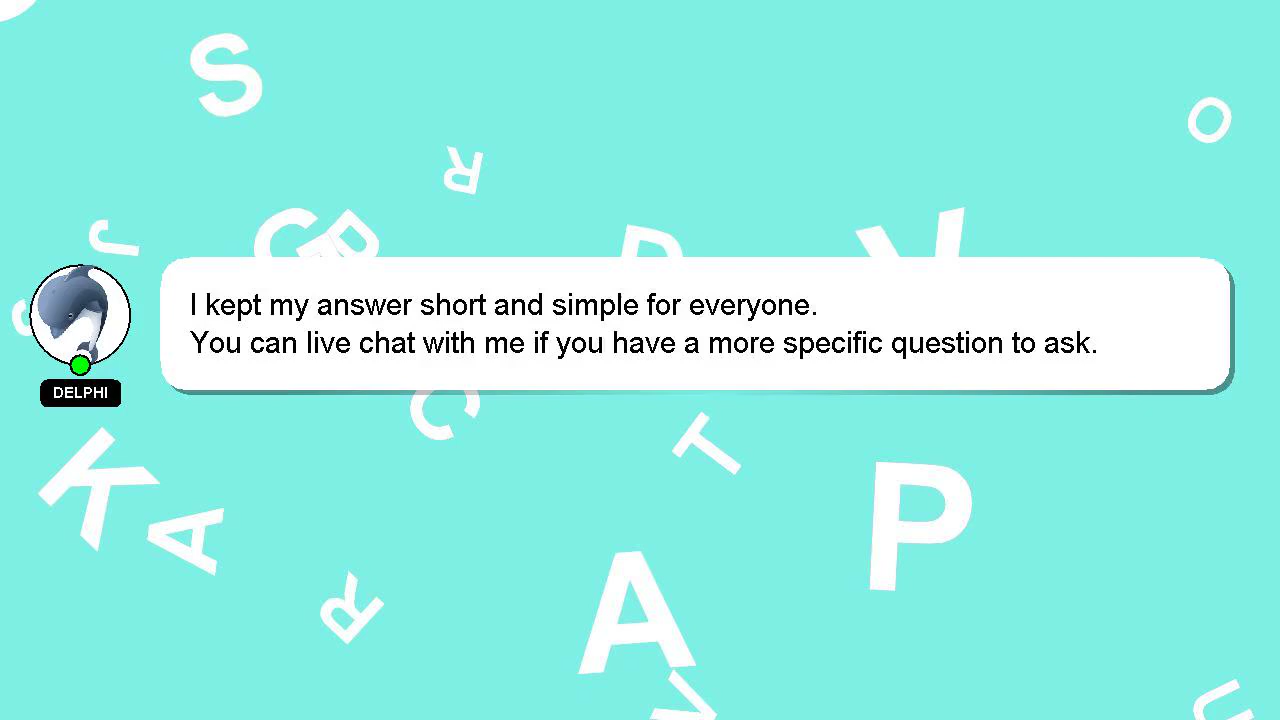 S
O
R
J
G
B
E
D
V
I kept my answer short and simple for everyone.
You can live chat with me if you have a more specific question to ask.
DELPHI
C
T
K
P
A
R
A
U